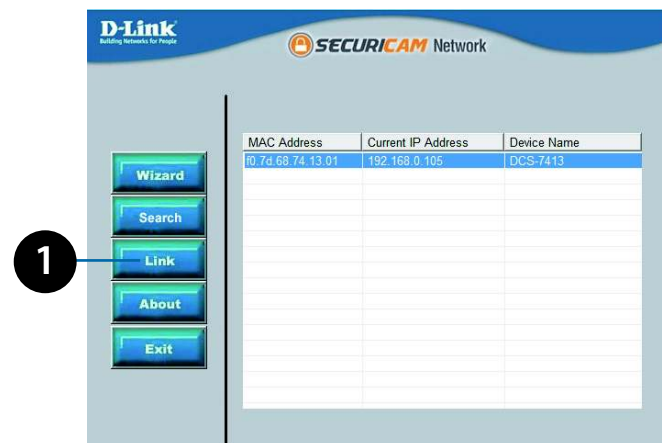 D-Link
Building Networks for People
SECURICAM Network
MAC Address Current IP Address Device Name
f0.7d.68.74.13.01 192.168.0.105 DCS-7413
Wizard
Search
1
Link
About
Exit